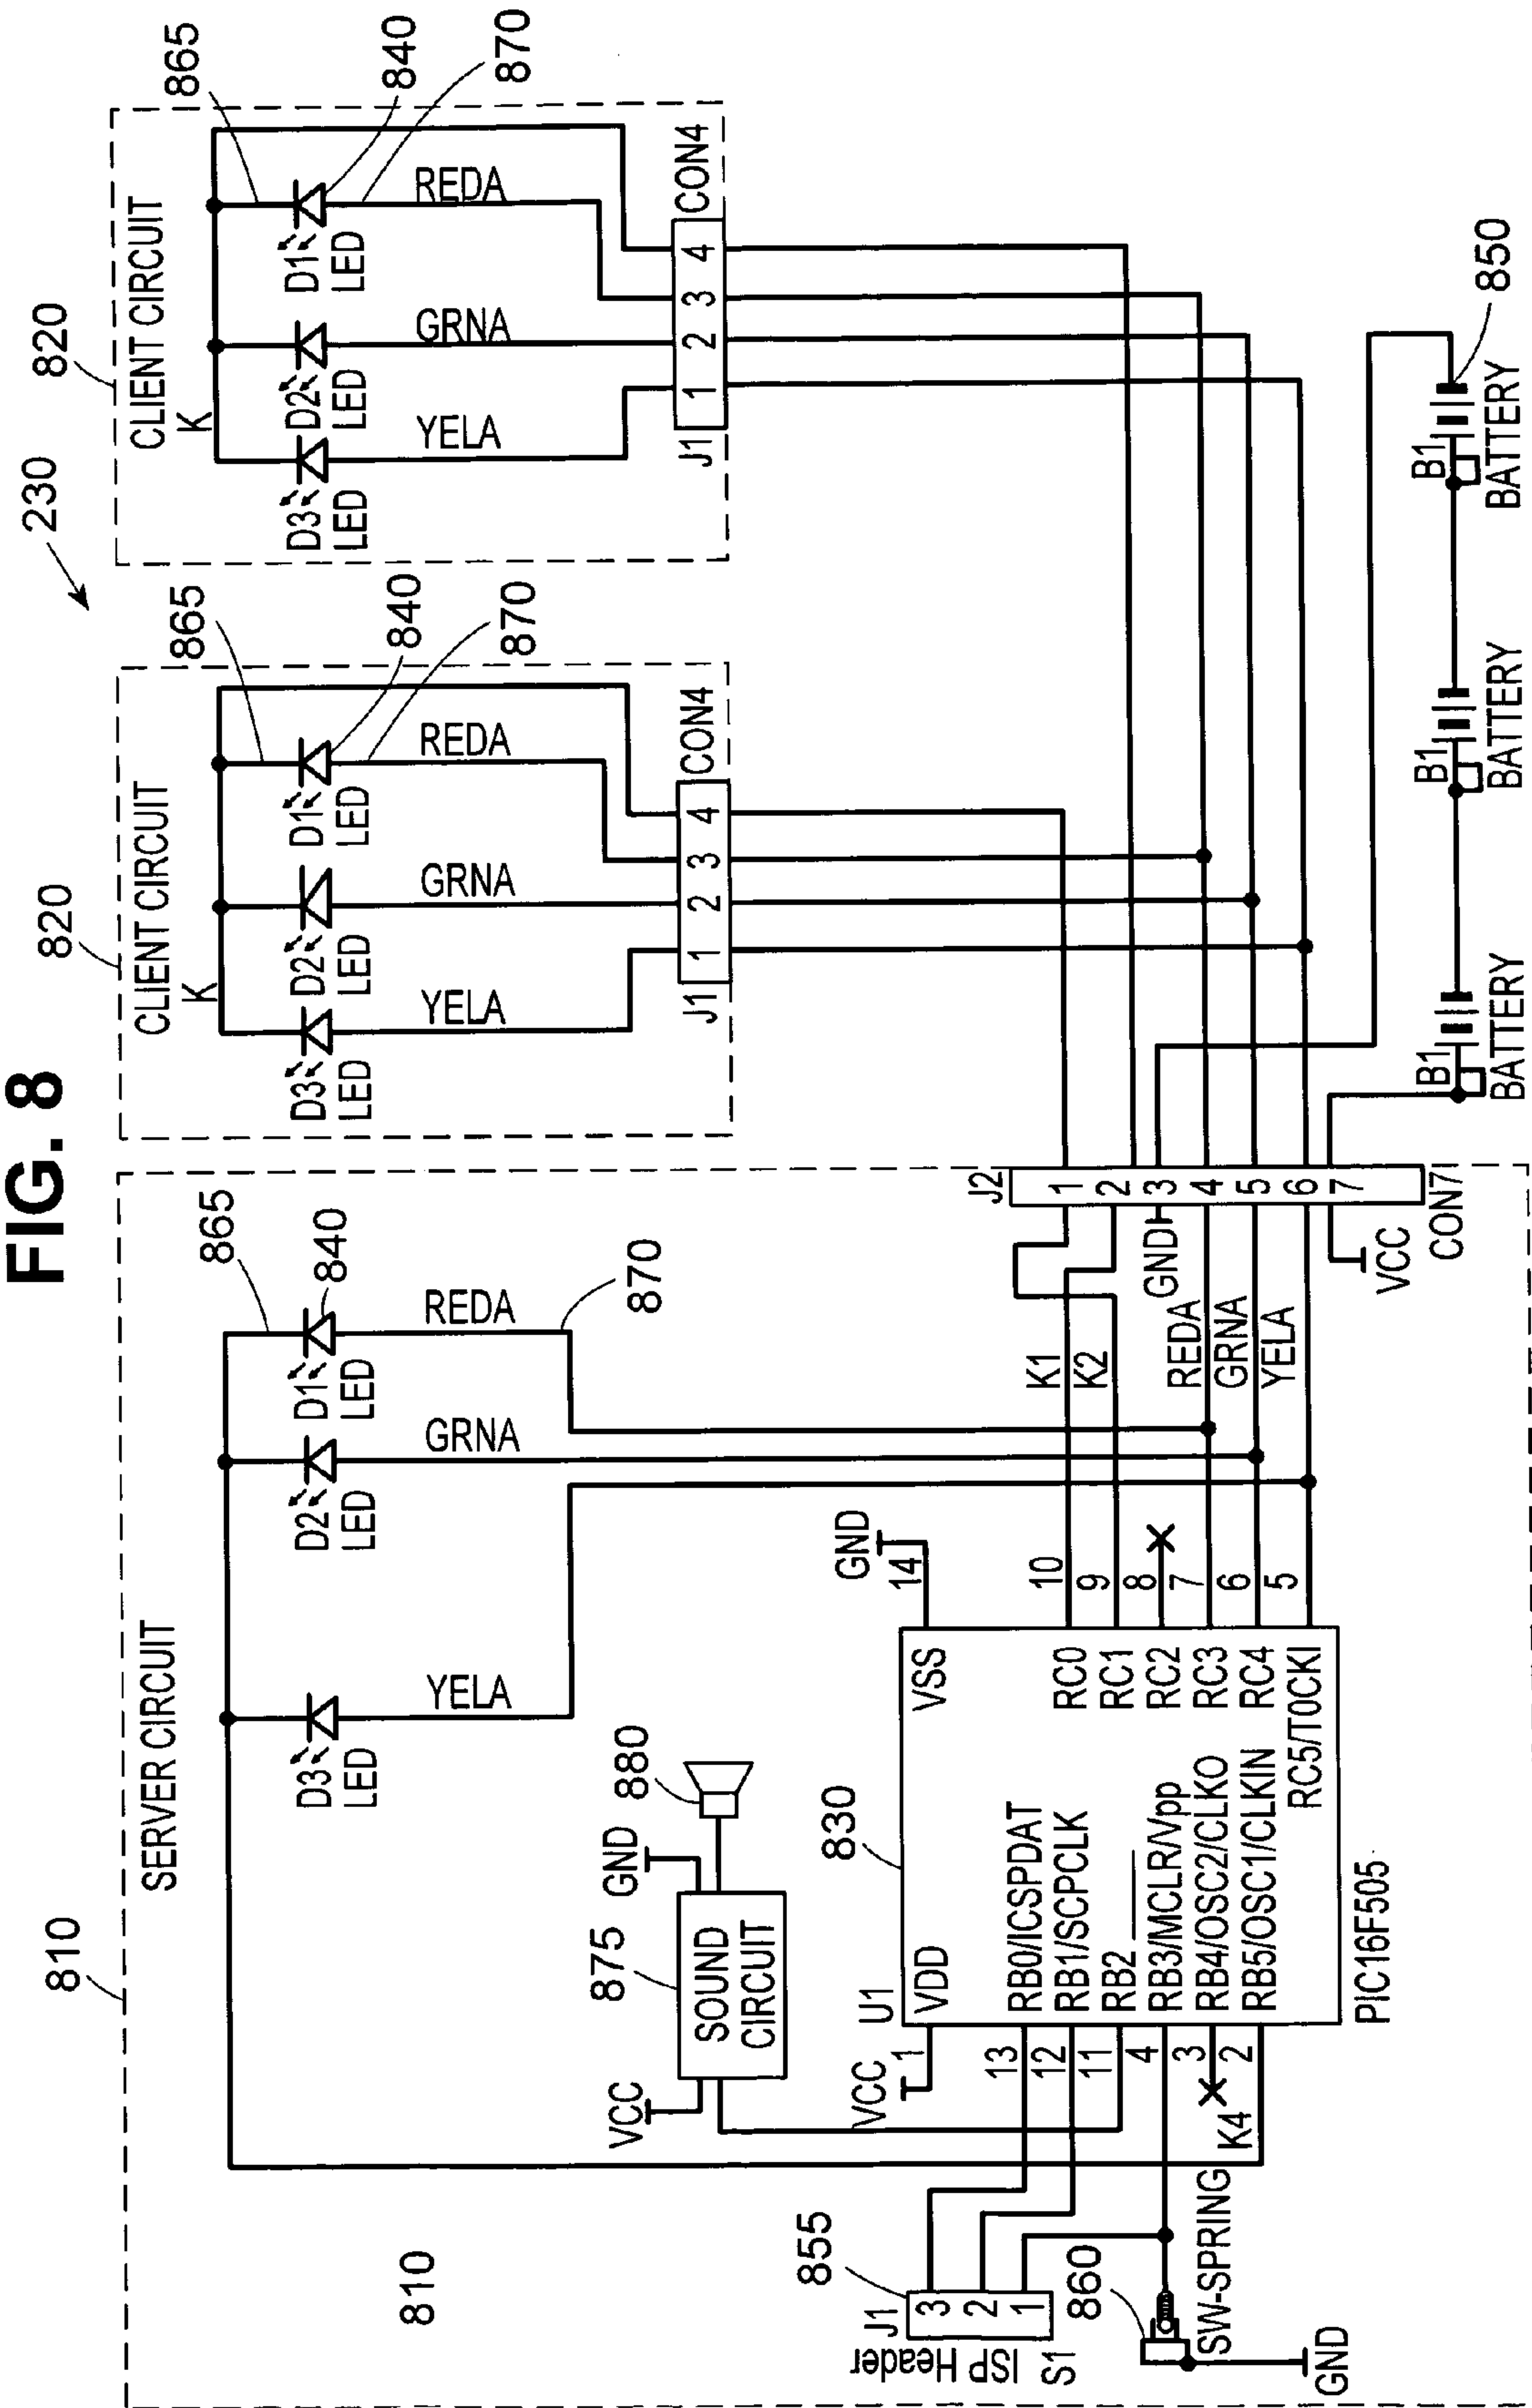 FIG. 8
230
810
SERVER CIRCUIT
810
865
840
D1
LED
REDA
870
D2
LED
GRNA
D3
LED
YELA
VCC
875
SOUND
CIRCUIT
GND
880
820
CLIENT CIRCUIT
K
865
840
870
D3
LED
D2
LED
D1
LED
YELA
GRNA
REDA
J1
1 2 3 4
CON4
820
CLIENT CIRCUIT
K
865
840
870
D3
LED
D2
LED
D1
LED
YELA
GRNA
REDA
J1
1 2 3 4
CON4
855
J1
3
2
1
ISP Header
S1
860
SW-SPRING
GND
VCC
1
13
12
11
4
3
2
K4
U1
830
VDD
RB0/ICSPDAT
RB1/SCPCLK
RB2
RB3/MCLR/Vpp
RB4/OSC2/CLKO
RB5/OSC1/CLKIN
VSS
RC0
RC1
RC2
RC3
RC4
RC5/T0CKI
PIC16F505
GND
14
10
9
8
7
6
5
K1
K2
GND
REDA
GRNA
YELA
VCC
J2
1
2
3
4
5
6
7
CON7
B1
BATTERY
B1
BATTERY
B1
BATTERY
850